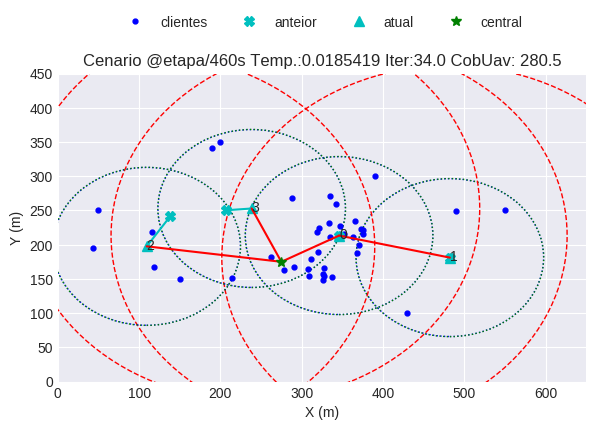 clientes anteior atual central
Cenario @etapa/460s Temp.:0.0185419 Iter:34.0 CobUav: 280.5
450
400
350
300
250
200
150
100
50
0
Y (m)
3
2
1
0 100 200 300 400 500 600
X (m)